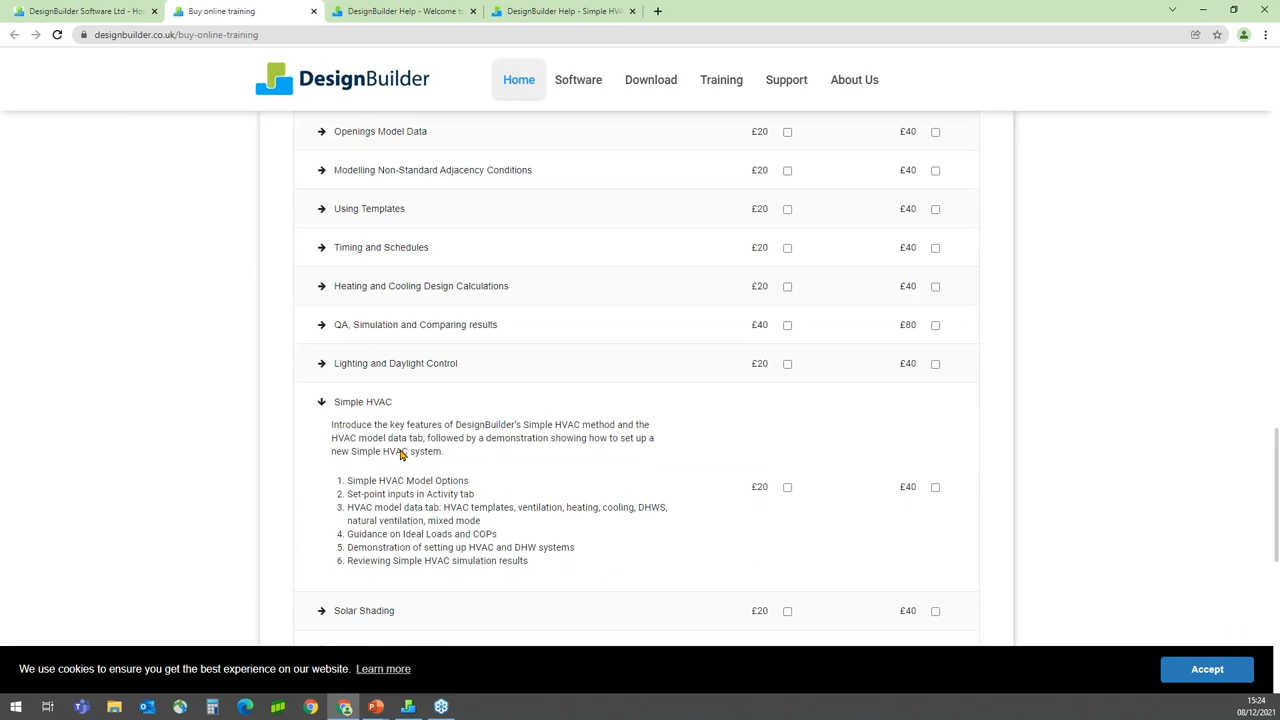 DesignBuilder Software Ltd - Ho
Buy online training
DesignBuilder Help - Welcome to
DesignBuilder Help - Simple HVA
designbuilder.co.uk/buy-online-training
DesignBuilder
Home
Software
Download
Training
Support
About Us
Openings Model Data £20 £40
Modelling Non-Standard Adjacency Conditions £20 £40
Using Templates £20 £40
Timing and Schedules £20 £40
Heating and Cooling Design Calculations £20 £40
QA, Simulation and Comparing results £40 £80
Lighting and Daylight Control £20 £40
Simple HVAC
Introduce the key features of DesignBuilder's Simple HVAC method and the
HVAC model data tab, followed by a demonstration showing how to set up a
new Simple HVAC system.
1. Simple HVAC Model Options
2. Set-point inputs in Activity tab
£20 £40
3. HVAC model data tab: HVAC templates, ventilation, heating, cooling, DHWS,
natural ventilation, mixed mode
4. Guidance on Ideal Loads and COPs
5. Demonstration of setting up HVAC and DHW systems
6. Reviewing Simple HVAC simulation results
Solar Shading £20 £40
We use cookies to ensure you get the best experience on our website. Learn more
Accept
15:24
08/12/2021